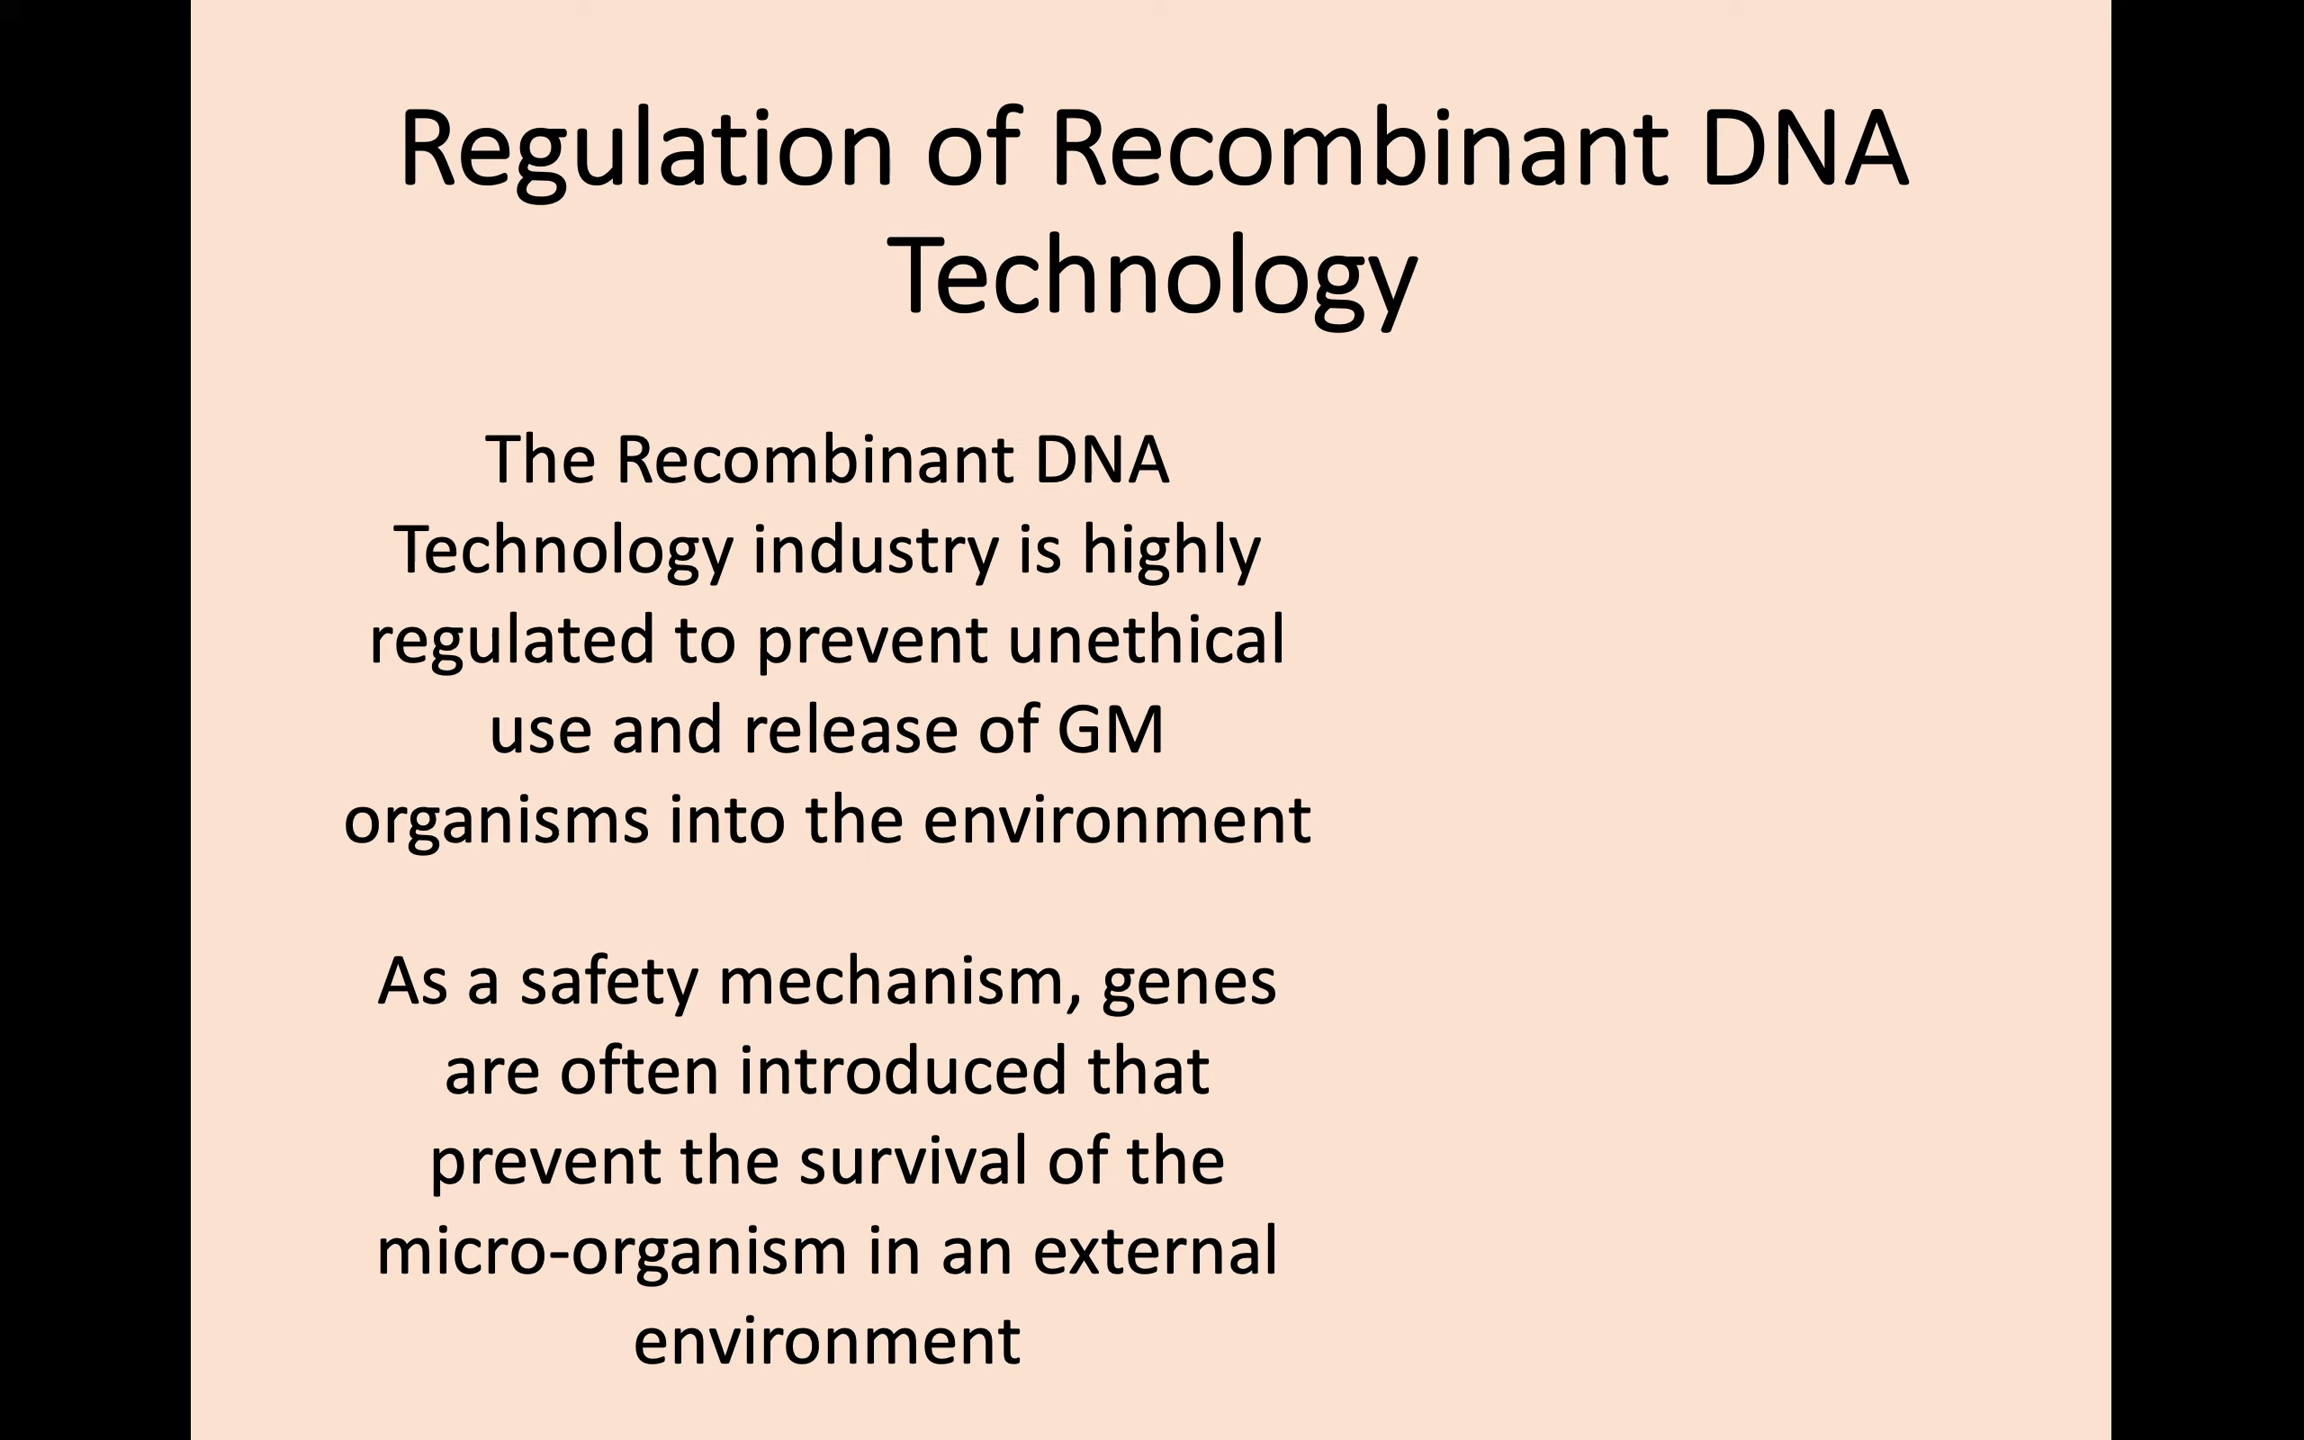 Regulation of Recombinant DNA
Technology
The Recombinant DNA
Technology industry is highly
regulated to prevent unethical
use and release of GM
organisms into the environment
As a safety mechanism, genes
are often introduced that
prevent the survival of the
micro-organism in an external
environment